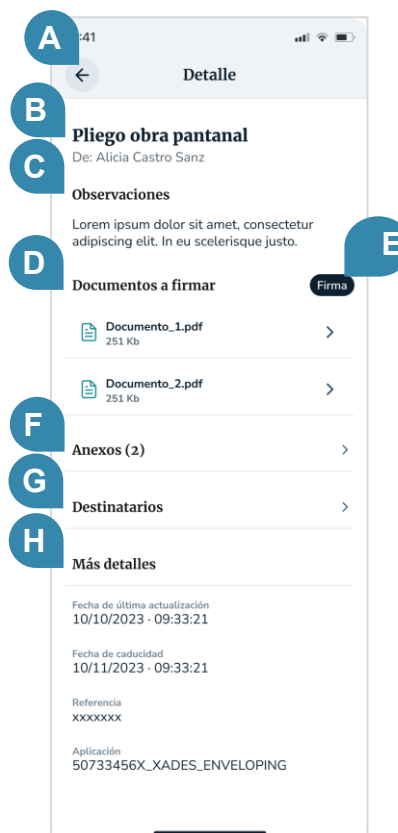 A
:41
← Detalle
B
Pliego obra pantanal
C
De: Alicia Castro Sanz
Observaciones
Lorem ipsum dolor sit amet, consectetur
adipiscing elit. In eu scelerisque justo.
E
D
Documentos a firmar
Firma
Documento_1.pdf
251 Kb
Documento_2.pdf
251 Kb
F
Anexos (2)
G
Destinatarios
H
Más detalles
Fecha de última actualización
10/10/2023 · 09:33:21
Fecha de caducidad
10/11/2023 · 09:33:21
Referencia
xxxxxxx
Aplicación
50733456X_XADES_ENVELOPING